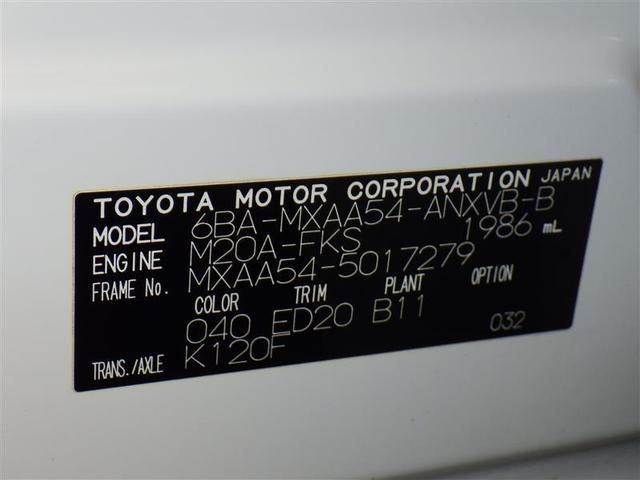 TOYOTA MOTOR CORPORATION JAPAN
MODEL 6BA-MXAA54-ANXVB-B
ENGINE M20A-FKS 1986 mL
FRAME No. MXAA54-5017279
COLOR TRIM PLANT OPTION
040 ED20 B11 032
TRANS./AXLE K120F